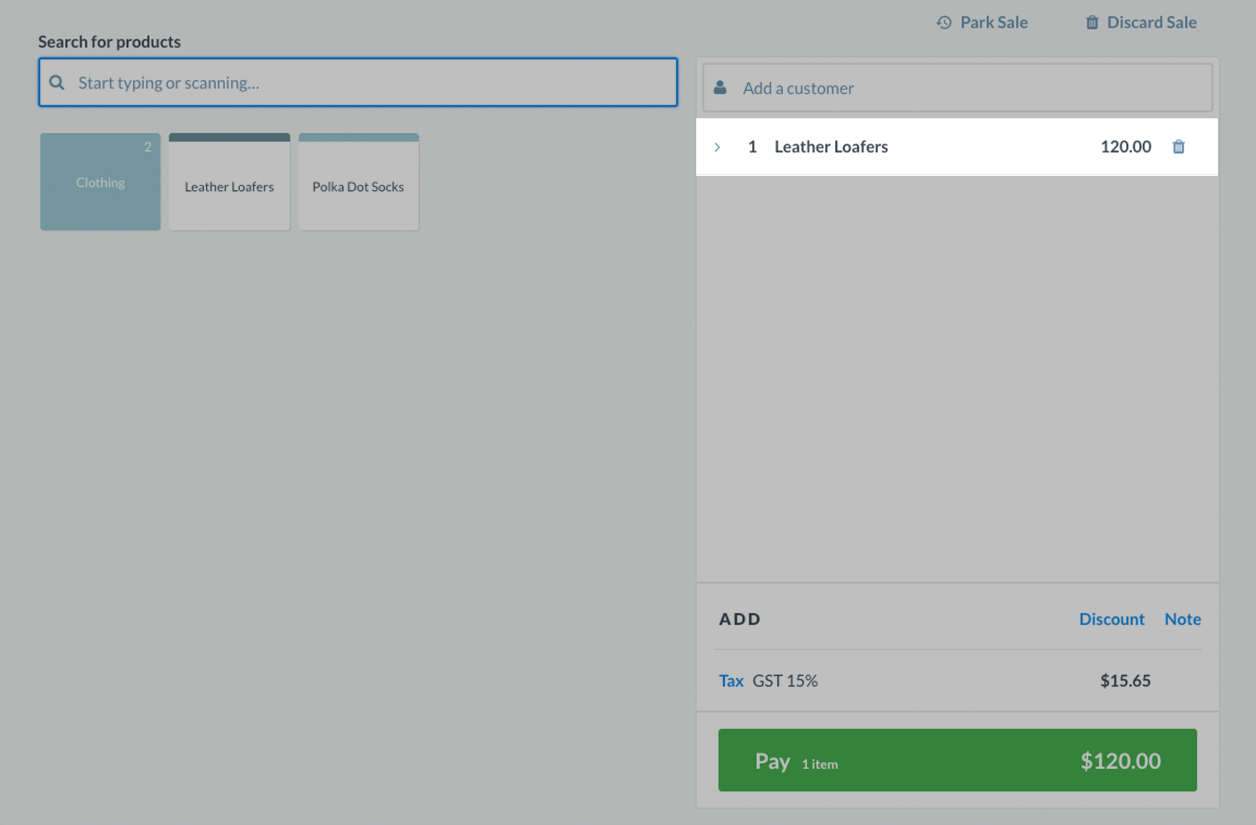 Park Sale
Discard Sale
Search for products
Start typing or scanning...
Add a customer
2
Clothing
Leather Loafers
Polka Dot Socks
1 Leather Loafers 120.00
ADD Discount Note
Tax GST 15% $15.65
Pay 1 item $120.00